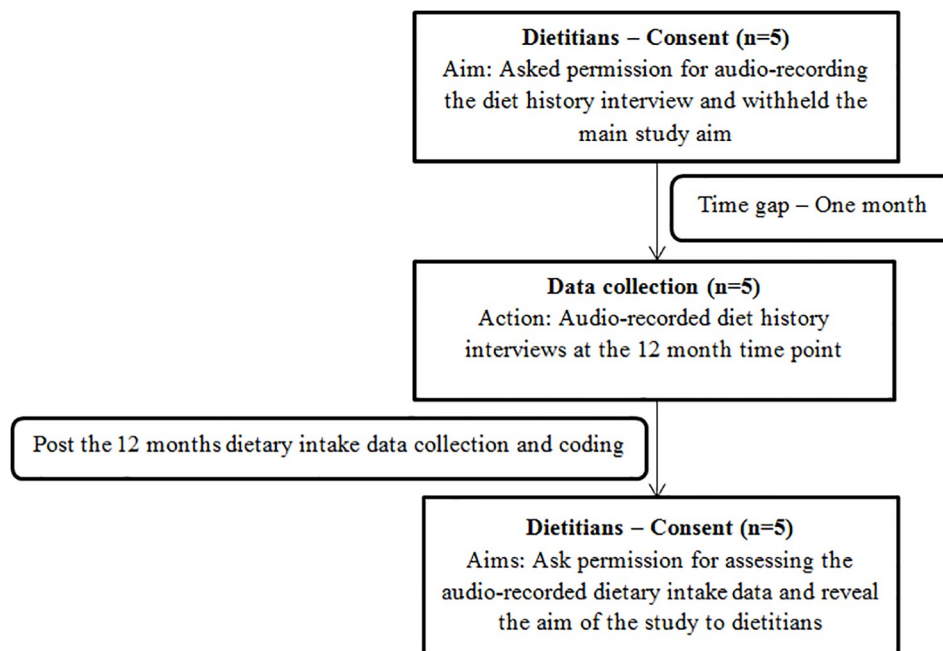 Dietitians – Consent (n=5)
Aim: Asked permission for audio-recording
the diet history interview and withheld the
main study aim
Time gap – One month
Data collection (n=5)
Action: Audio-recorded diet history
interviews at the 12 month time point
Post the 12 months dietary intake data collection and coding
Dietitians – Consent (n=5)
Aims: Ask permission for assessing the
audio-recorded dietary intake data and reveal
the aim of the study to dietitians